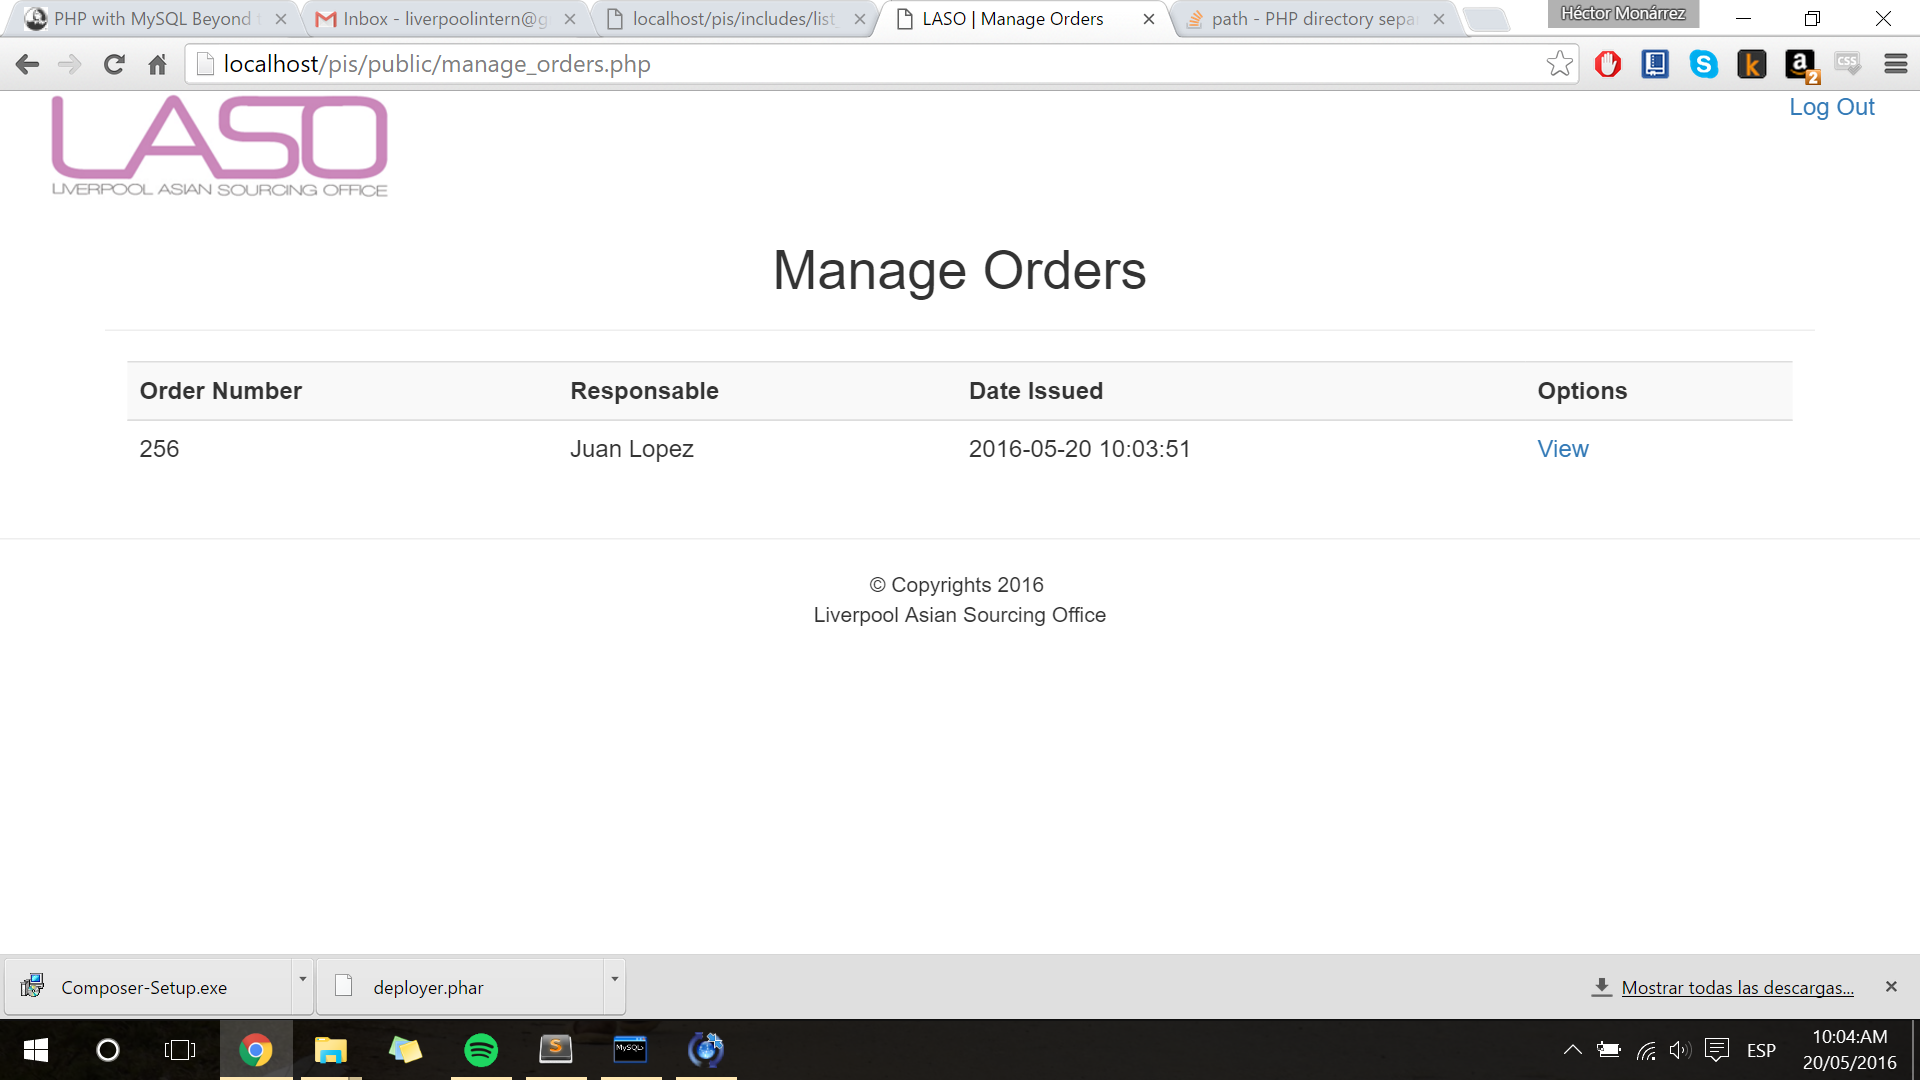 PHP with MySQL Beyond
Inbox - liverpoolintern@g
localhost/pis/includes/list
LASO | Manage Orders
path - PHP directory sepa
Héctor Monárrez
localhost/pis/public/manage_orders.php
S
k
a
2
CSS
LASO
LIVERPOOL ASIAN SOURCING OFFICE
Log Out
Manage Orders
Order Number Responsable Date Issued Options
256 Juan Lopez 2016-05-20 10:03:51 View
© Copyrights 2016
Liverpool Asian Sourcing Office
Composer-Setup.exe
deployer.phar
Mostrar todas las descargas...
S
MySQL
ESP
10:04:AM
20/05/2016